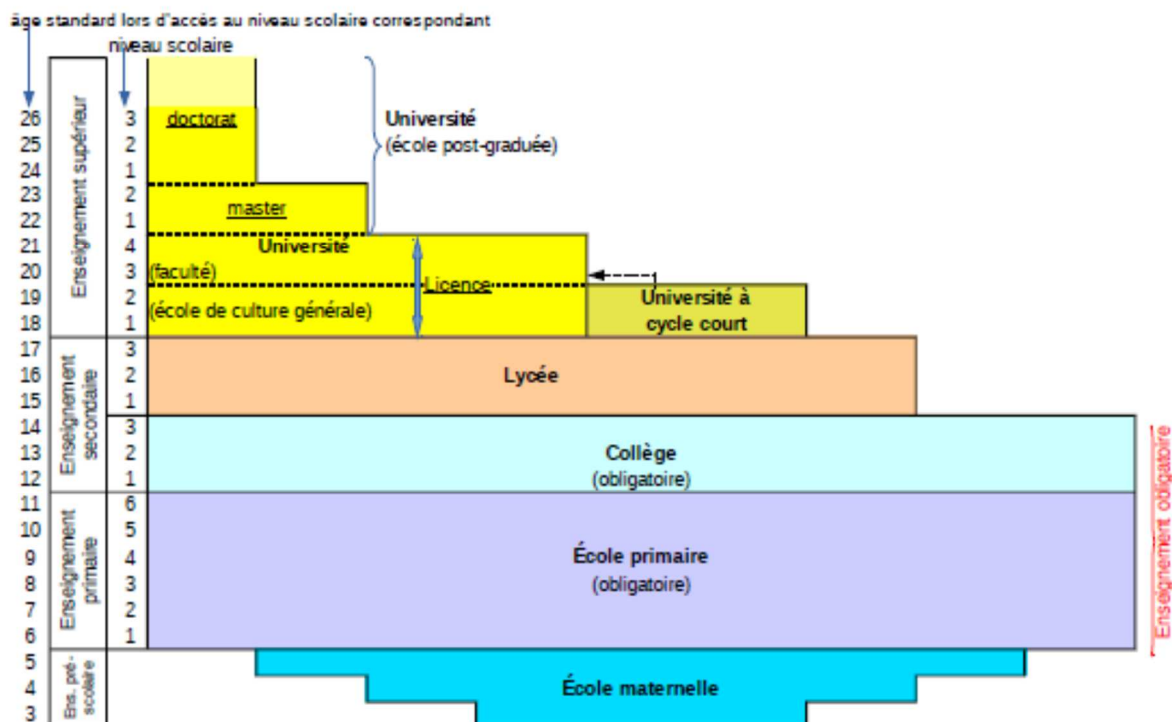 âge standard lors d'accès au niveau scolaire correspondant
niveau scolaire
Enseignement supérieur
26 3 doctorat Université
25 2 (école post-graduée)
24 1
23 2
22 1 master
21 4 Université
20 3 (faculté) Licence
19 2 Université à
18 1 (école de culture générale) cycle court
Enseignement
secondaire
17 3
16 2 Lycée
15 1
14 3
13 2 Collège
12 1 (obligatoire)
Enseignement obligatoire
Enseignement
primaire
11 6
10 5
9 4 École primaire
8 3 (obligatoire)
7 2
6 1
Ens. pré-
scolaire
5
4 École maternelle
3